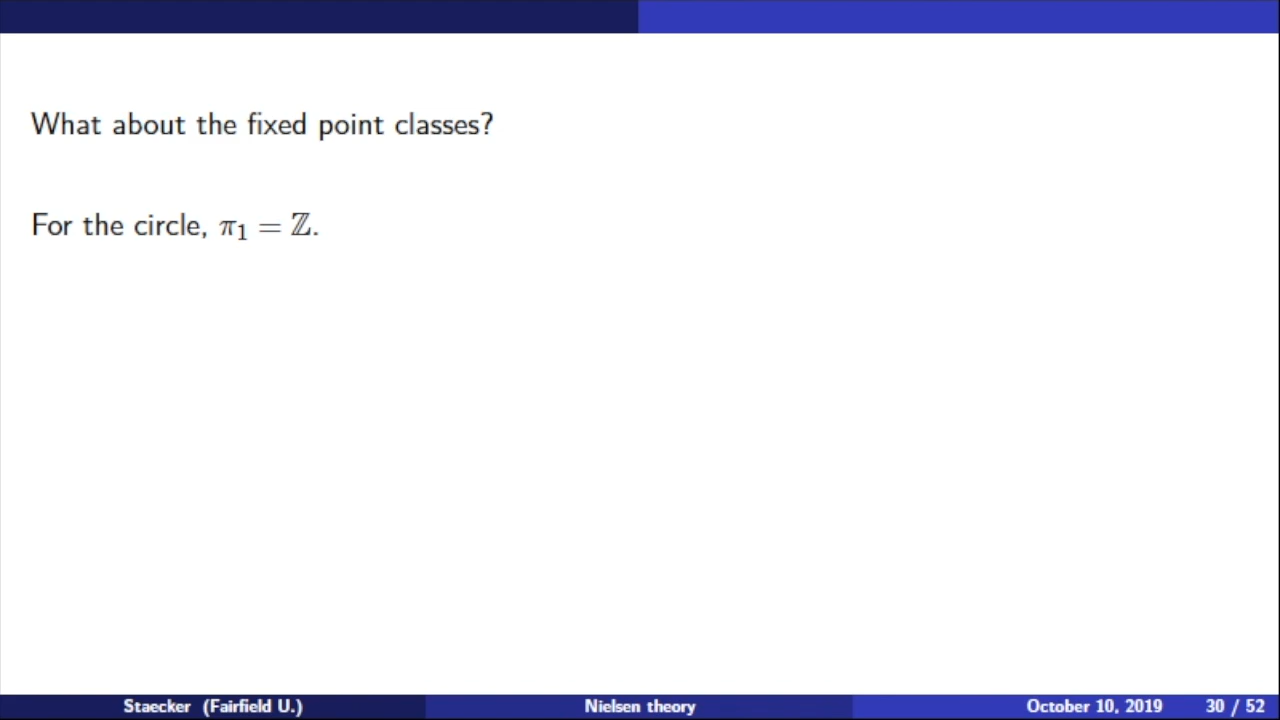 What about the fixed point classes?
For the circle, π₁ = ℤ.
Staecker (Fairfield U.) Nielsen theory October 10, 2019 30 / 52